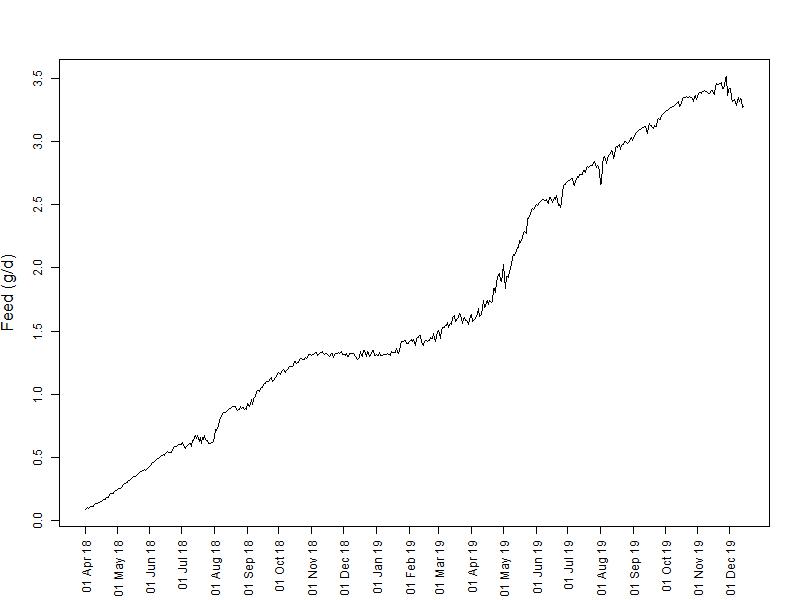 Feed (g/d)
3.5
3.0
2.5
2.0
1.5
1.0
0.5
0.0
01 Apr 18
01 May 18
01 Jun 18
01 Jul 18
01 Aug 18
01 Sep 18
01 Oct 18
01 Nov 18
01 Dec 18
01 Jan 19
01 Feb 19
01 Mar 19
01 Apr 19
01 May 19
01 Jun 19
01 Jul 19
01 Aug 19
01 Sep 19
01 Oct 19
01 Nov 19
01 Dec 19